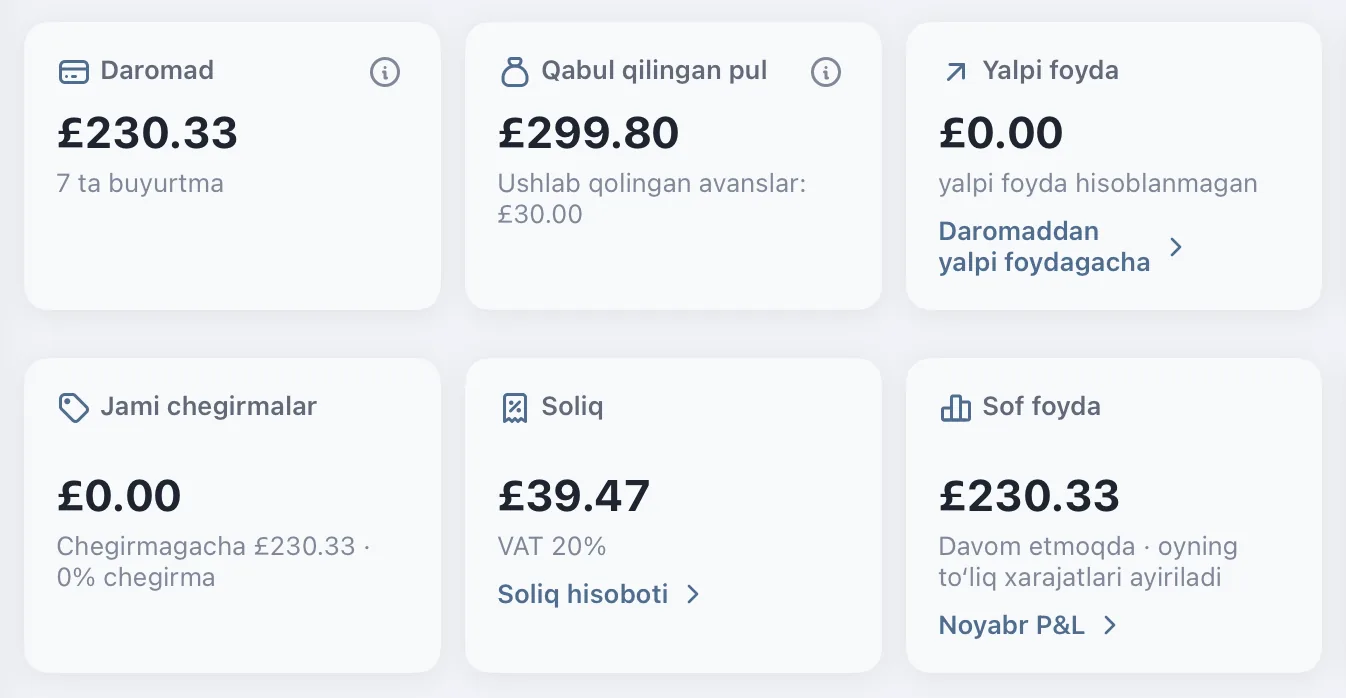 Daromad
£230.33
7 ta buyurtma
Qabul qilingan pul
£299.80
Ushlab qolingan avanslar:
£30.00
Yalpi foyda
£0.00
yalpi foyda hisoblanmagan
Daromaddan
yalpi foydagacha
Jami chegirmalar
£0.00
Chegirmagacha £230.33 ·
0% chegirma
Soliq
£39.47
VAT 20%
Soliq hisoboti
Sof foyda
£230.33
Davom etmoqda · oyning
toʻliq xarajatlari ayiriladi
Noyabr P&L